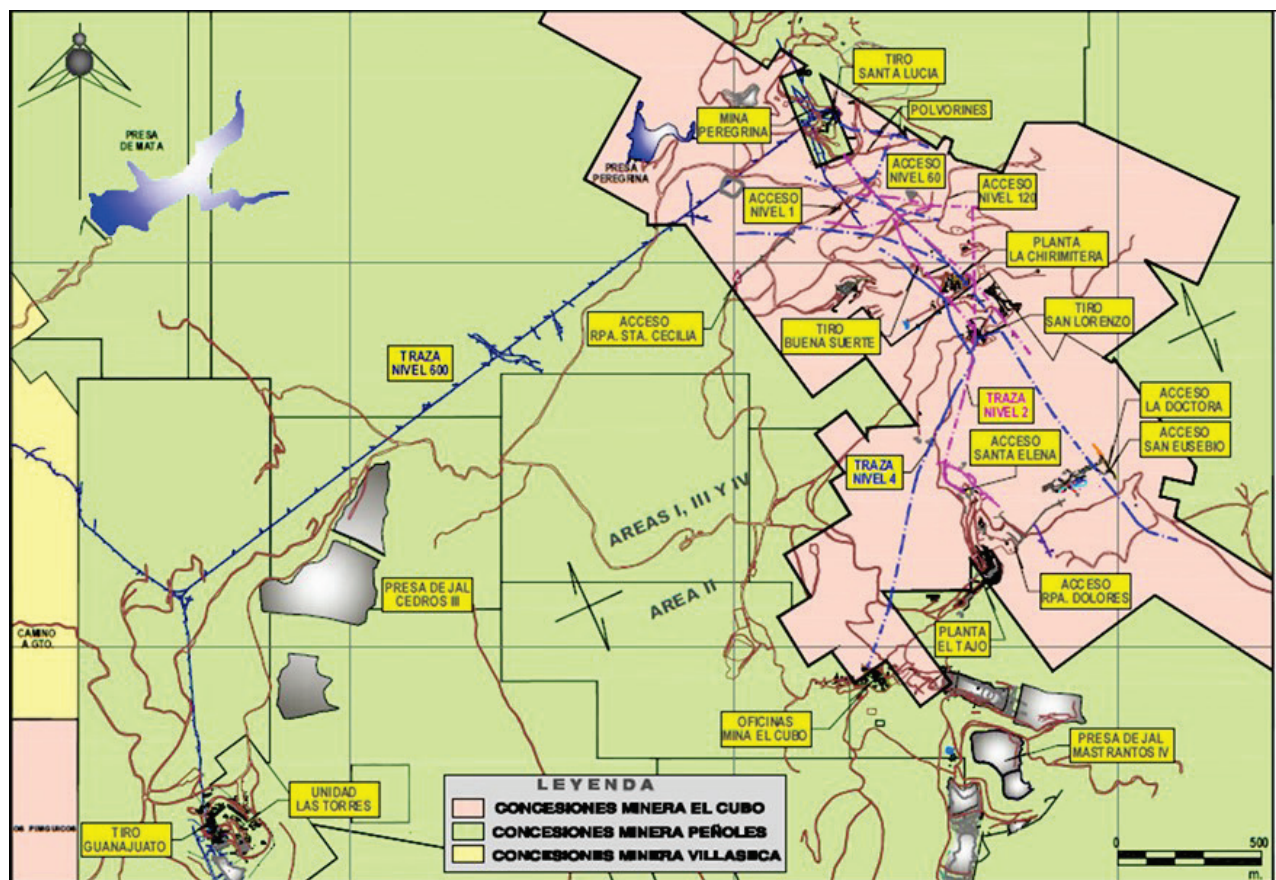 TIRO
SANTA LUCIA
POLVORINES
MINA
PEREGRINA
PRESA
DE MATA
PRESA
PEREGRINA
ACCESO
NIVEL 60
ACCESO
NIVEL 120
ACCESO
NIVEL 1
PLANTA
LA CHIRIMITERA
ACCESO
RPA. STA. CECILIA
TIRO
BUENA SUERTE
TIRO
SAN LORENZO
TRAZA
NIVEL 600
TRAZA
NIVEL 2
ACCESO
LA DOCTORA
ACCESO
SAN EUSEBIO
ACCESO
SANTA ELENA
TRAZA
NIVEL 4
AREAS I, III Y IV
AREA II
PRESA DE JAL
CEDROS III
ACCESO
RPA. DOLORES
CAMINO
A GTO.
PLANTA
EL TAJO
OFICINAS
MINA EL CUBO
PRESA DE JAL
MASTRANTOS IV
UNIDAD
LAS TORRES
TIRO
GUANAJUATO
OS PINGUICOS
LEYENDA
CONCESIONES MINERA EL CUBO
CONCESIONES MINERA PEÑOLES
CONCESIONES MINERA VILLASECA
0 500
m.